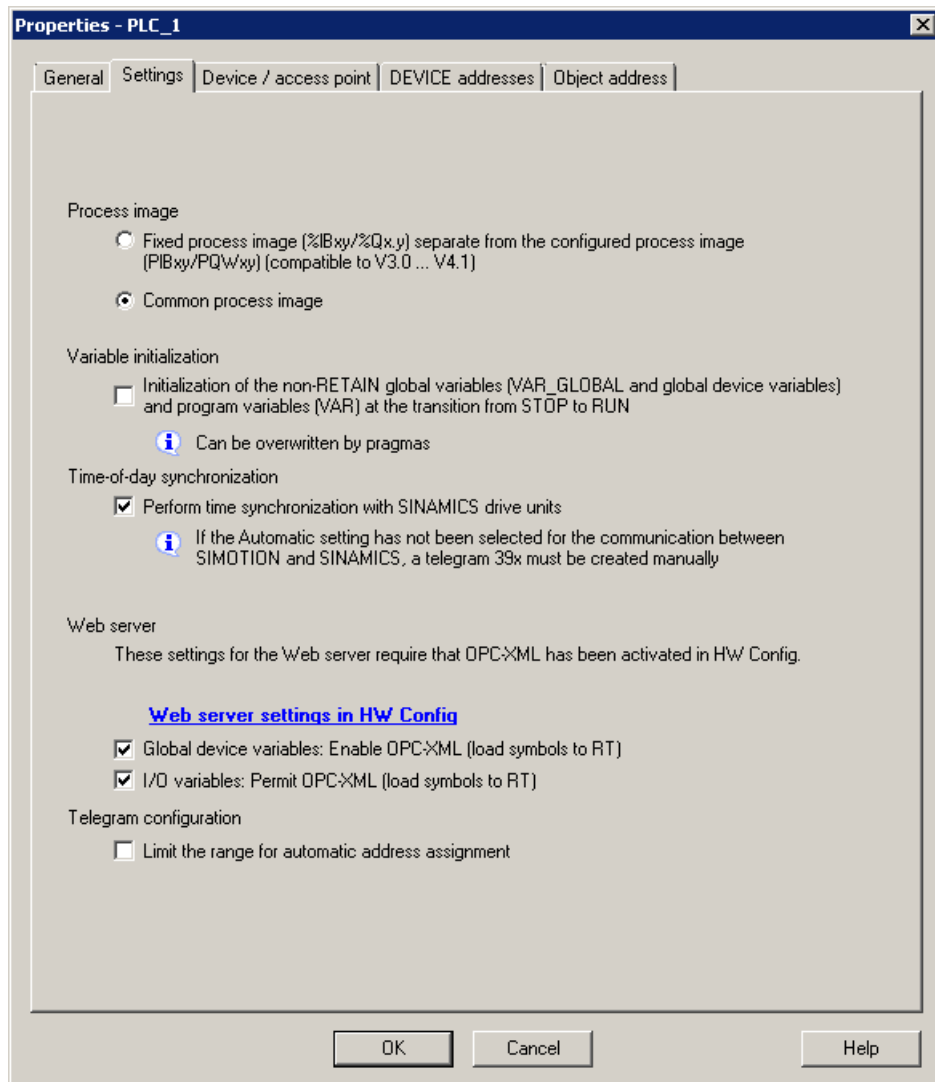 Properties - PLC_1
General Settings Device / access point DEVICE addresses Object address
Process image
Fixed process image (%IBxy/%Qx.y) separate from the configured process image
(PIBxy/PQWxy) (compatible to V3.0 ... V4.1)
Common process image
Variable initialization
Initialization of the non-RETAIN global variables (VAR_GLOBAL and global device variables)
and program variables (VAR) at the transition from STOP to RUN
Can be overwritten by pragmas
Time-of-day synchronization
Perform time synchronization with SINAMICS drive units
If the Automatic setting has not been selected for the communication between
SIMOTION and SINAMICS, a telegram 39x must be created manually
Web server
These settings for the Web server require that OPC-XML has been activated in HW Config.
Web server settings in HW Config
Global device variables: Enable OPC-XML (load symbols to RT)
I/O variables: Permit OPC-XML (load symbols to RT)
Telegram configuration
Limit the range for automatic address assignment
OK Cancel Help